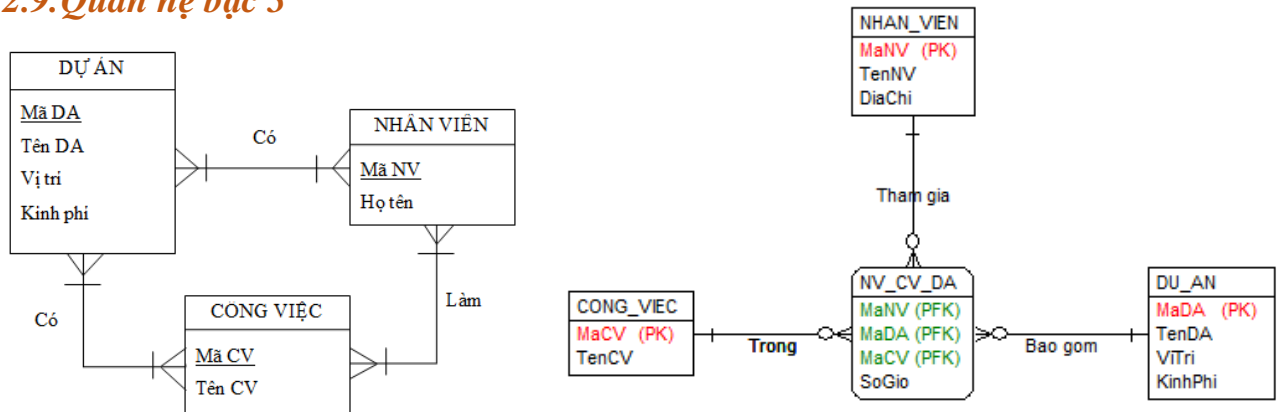 2.9.Quan hệ bậc 3
DỰ ÁN
Mã DA
Tên DA
Vị trí
Kinh phí
Có
NHÂN VIÊN
Mã NV
Họ tên
Có
CÔNG VIỆC
Mã CV
Tên CV
Làm
NHAN_VIEN
MaNV (PK)
TenNV
DiaChi
Tham gia
CONG_VIEC
MaCV (PK)
TenCV
Trong
NV_CV_DA
MaNV (PFK)
MaDA (PFK)
MaCV (PFK)
SoGio
Bao gom
DU_AN
MaDA (PK)
TenDA
ViTri
KinhPhi